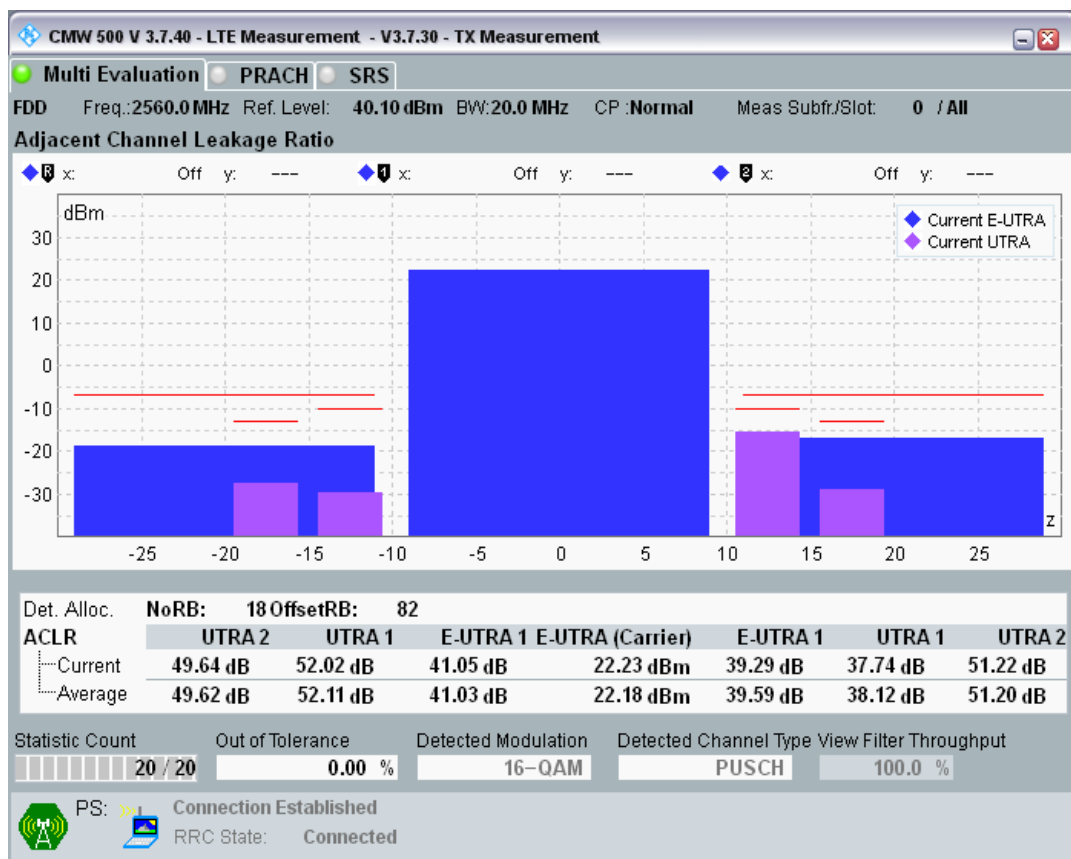 CMW 500 V 3.7.40 - LTE Measurement - V3.7.30 - TX Measurement
Multi Evaluation PRACH SRS
FDD Freq.:2560.0 MHz Ref. Level: 40.10 dBm BW:20.0 MHz CP :Normal Meas Subfr./Slot: 0 / All
Adjacent Channel Leakage Ratio
R x: Off y: --- 1 x: Off y: --- 2 x: Off y: ---
dBm
Current E-UTRA
Current UTRA
30
20
10
0
-10
-20
-30
z
-25 -20 -15 -10 -5 0 5 10 15 20 25
Det. Alloc. NoRB: 18 OffsetRB: 82
ACLR UTRA 2 UTRA 1 E-UTRA 1 E-UTRA (Carrier) E-UTRA 1 UTRA 1 UTRA 2
Current 49.64 dB 52.02 dB 41.05 dB 22.23 dBm 39.29 dB 37.74 dB 51.22 dB
Average 49.62 dB 52.11 dB 41.03 dB 22.18 dBm 39.59 dB 38.12 dB 51.20 dB
Statistic Count Out of Tolerance Detected Modulation Detected Channel Type View Filter Throughput
20 / 20 0.00 % 16-QAM PUSCH 100.0 %
PS: Connection Established
RRC State: Connected